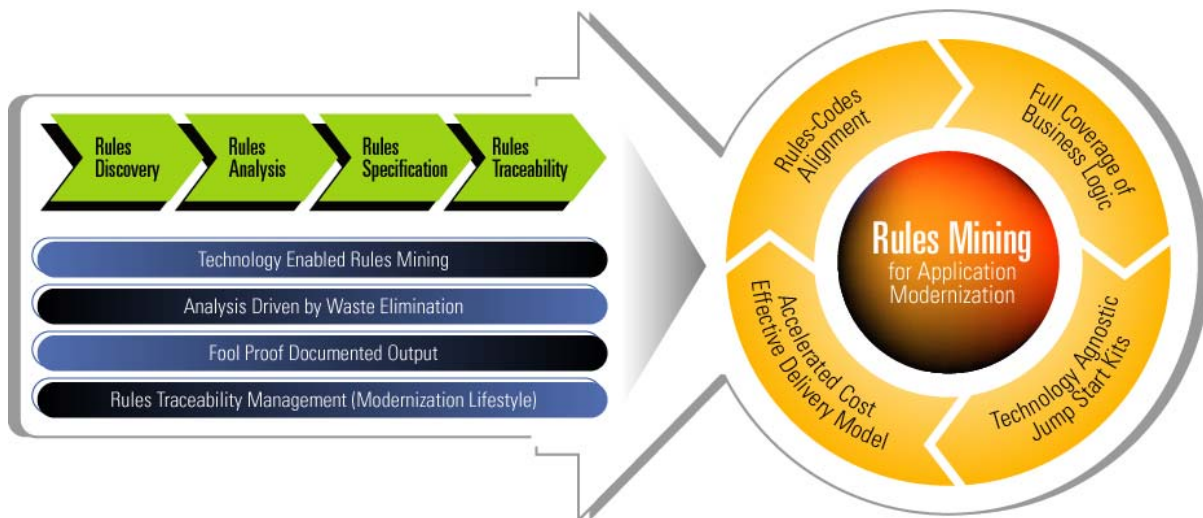 Rules
Discovery
Rules
Analysis
Rules
Specification
Rules
Traceability
Technology Enabled Rules Mining
Analysis Driven by Waste Elimination
Fool Proof Documented Output
Rules Traceability Management (Modernization Lifestyle)
Rules-Codes
Alignment
Full Coverage of
Business Logic
Rules Mining
for Application
Modernization
Accelerated Cost
Effective Delivery Model
Technology Agnostic
Jump Start Kits